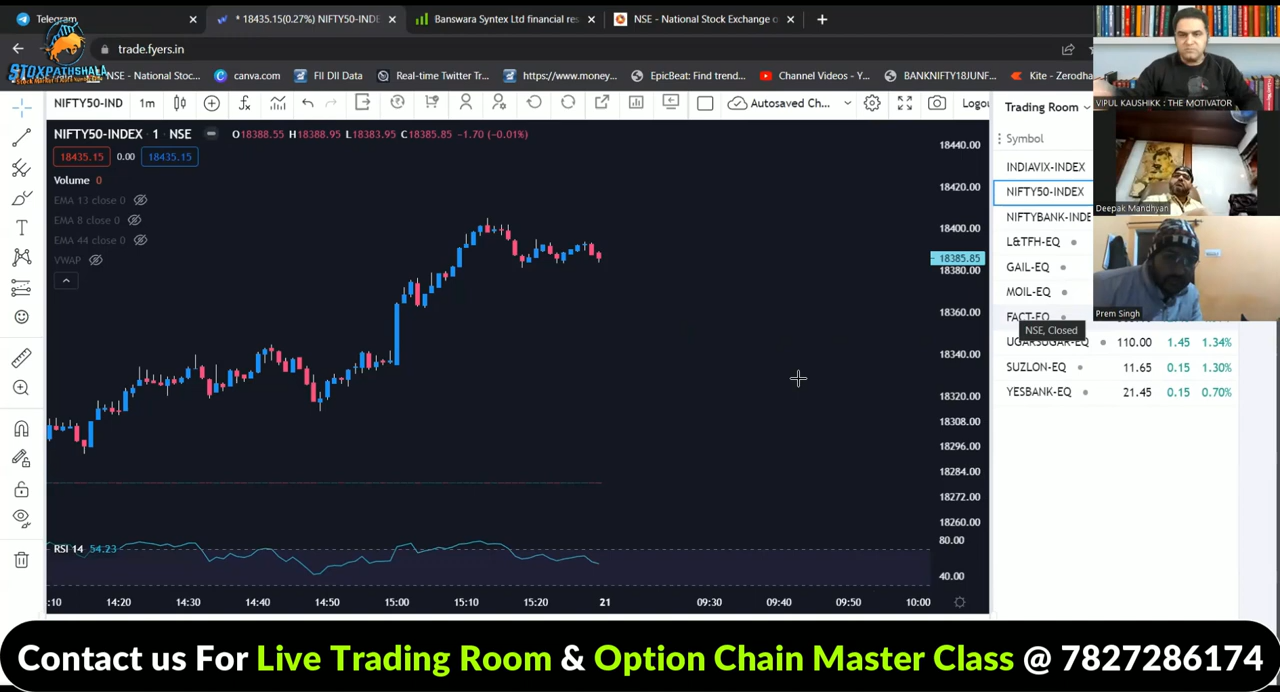 Telegram
* 18435.15(0.27%) NIFTY50-INDE
Banswara Syntex Ltd financial res
NSE - National Stock Exchange o
trade.fyers.in
STOXPATHSHALA
NSE - National Stoc...
canva.com
FII DII Data
Real-time Twitter Tr...
https://www.money...
EpicBeat: Find trend...
Channel Videos - Y...
BANKNIFTY18JUNF...
Kite - Zerodha
NIFTY50-IND
1m
Autosaved Ch...
Logou
Trading Room
NIFTY50-INDEX · 1 · NSE
O18388.55 H18388.95 L18383.95 C18385.85 -1.70 (-0.01%)
18435.15 0.00 18435.15
Volume 0
EMA 13 close 0
EMA 8 close 0
EMA 44 close 0
VWAP
18440.00
18420.00
18400.00
18385.85
18380.00
18360.00
18340.00
18320.00
18308.00
18296.00
18284.00
18272.00
18260.00
RSI 14 54.23
80.00
40.00
:10 14:20 14:30 14:40 14:50 15:00 15:10 15:20 21 09:30 09:40 09:50 10:00
Symbol
INDIAVIX-INDEX
NIFTY50-INDEX
NIFTYBANK-INDE
L&TFH-EQ
GAIL-EQ
MOIL-EQ
FACT-EQ
NSE, Closed
UGARSUGAR-EQ 110.00 1.45 1.34%
SUZLON-EQ 11.65 0.15 1.30%
YESBANK-EQ 21.45 0.15 0.70%
VIPUL KAUSHIKK : THE MOTIVATOR
Deepak Mandhyan
Prem Singh
Contact us For Live Trading Room & Option Chain Master Class @ 7827286174